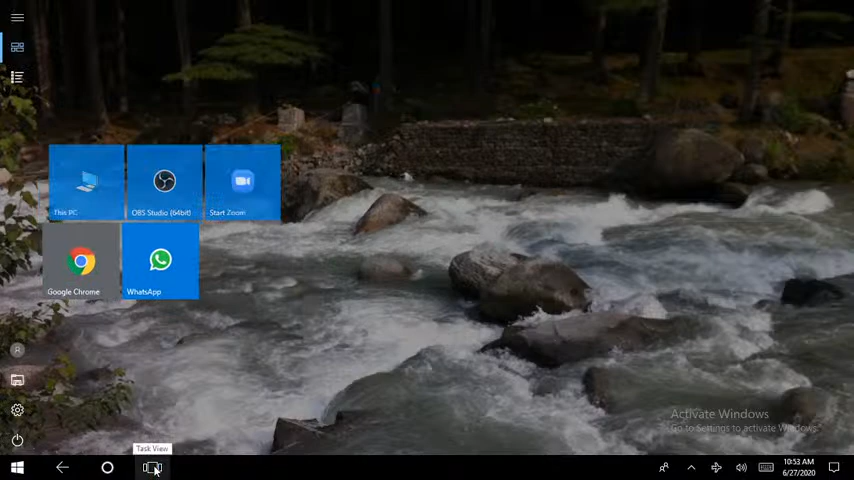 This PC
OBS Studio (64bit)
Start Zoom
Google Chrome
WhatsApp
R
Activate Windows
Go to Settings to activate Windows.
Task View
10:53 AM
6/27/2020